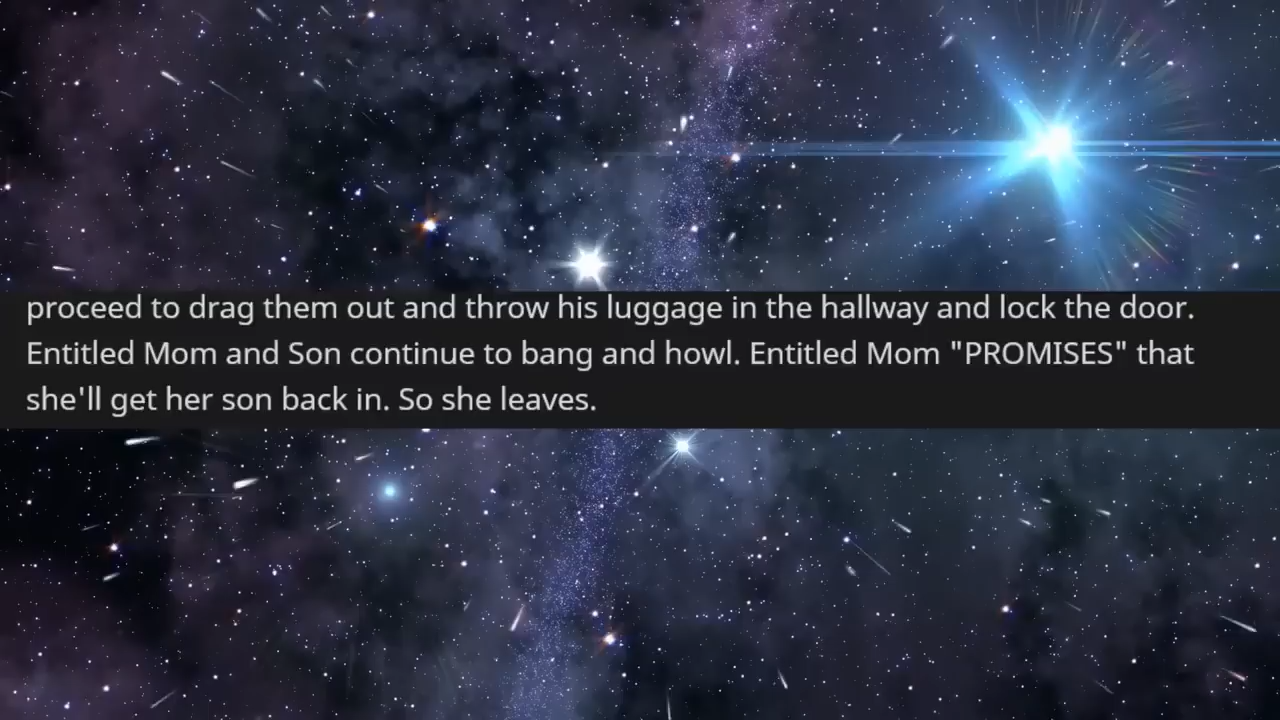 proceed to drag them out and throw his luggage in the hallway and lock the door.
Entitled Mom and Son continue to bang and howl. Entitled Mom "PROMISES" that
she'll get her son back in. So she leaves.